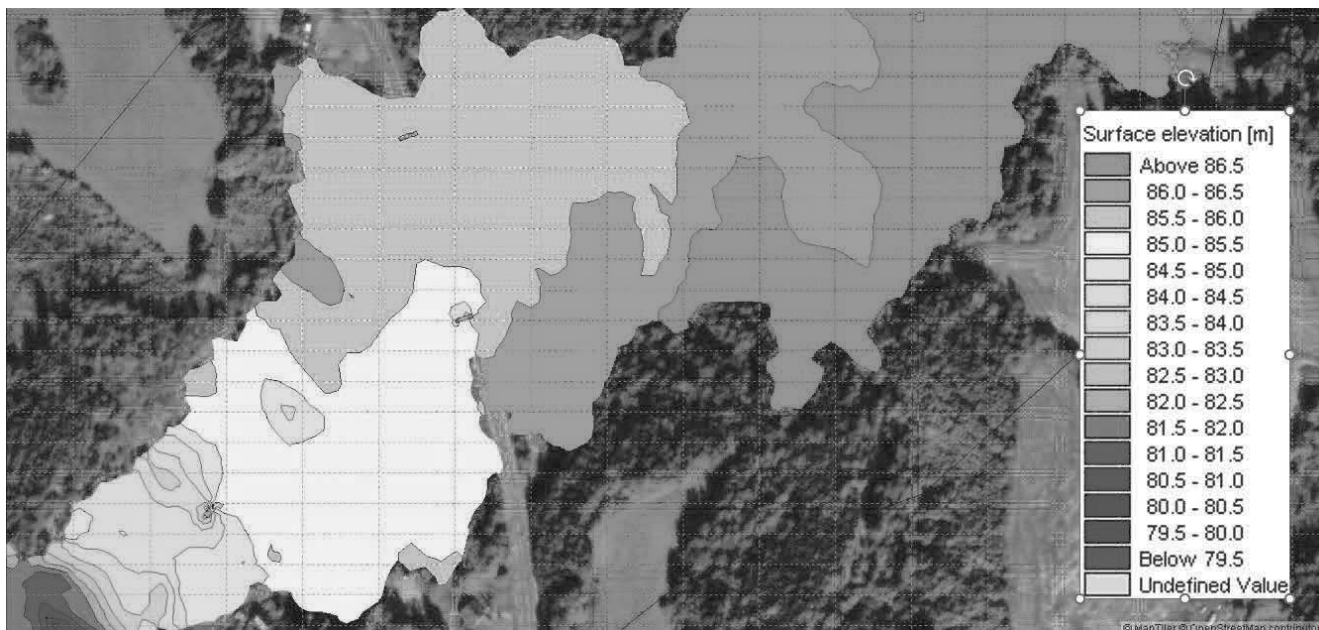 Surface elevation [m]
Above 86.5
86.0 - 86.5
85.5 - 86.0
85.0 - 85.5
84.5 - 85.0
84.0 - 84.5
83.5 - 84.0
83.0 - 83.5
82.5 - 83.0
82.0 - 82.5
81.5 - 82.0
81.0 - 81.5
80.5 - 81.0
80.0 - 80.5
79.5 - 80.0
Below 79.5
Undefined Value
© MapTiler © OpenStreetMap contributor